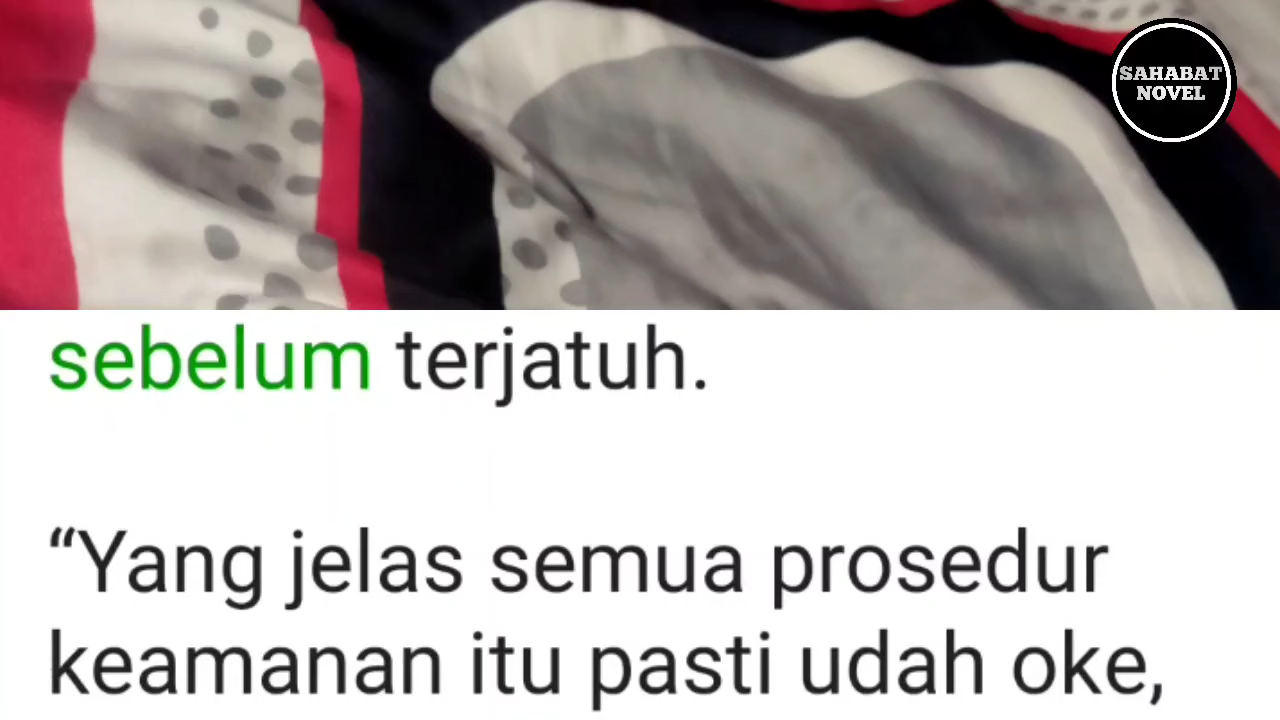 SAHABAT
NOVEL
sebelum terjatuh.
“Yang jelas semua prosedur
keamanan itu pasti udah oke,